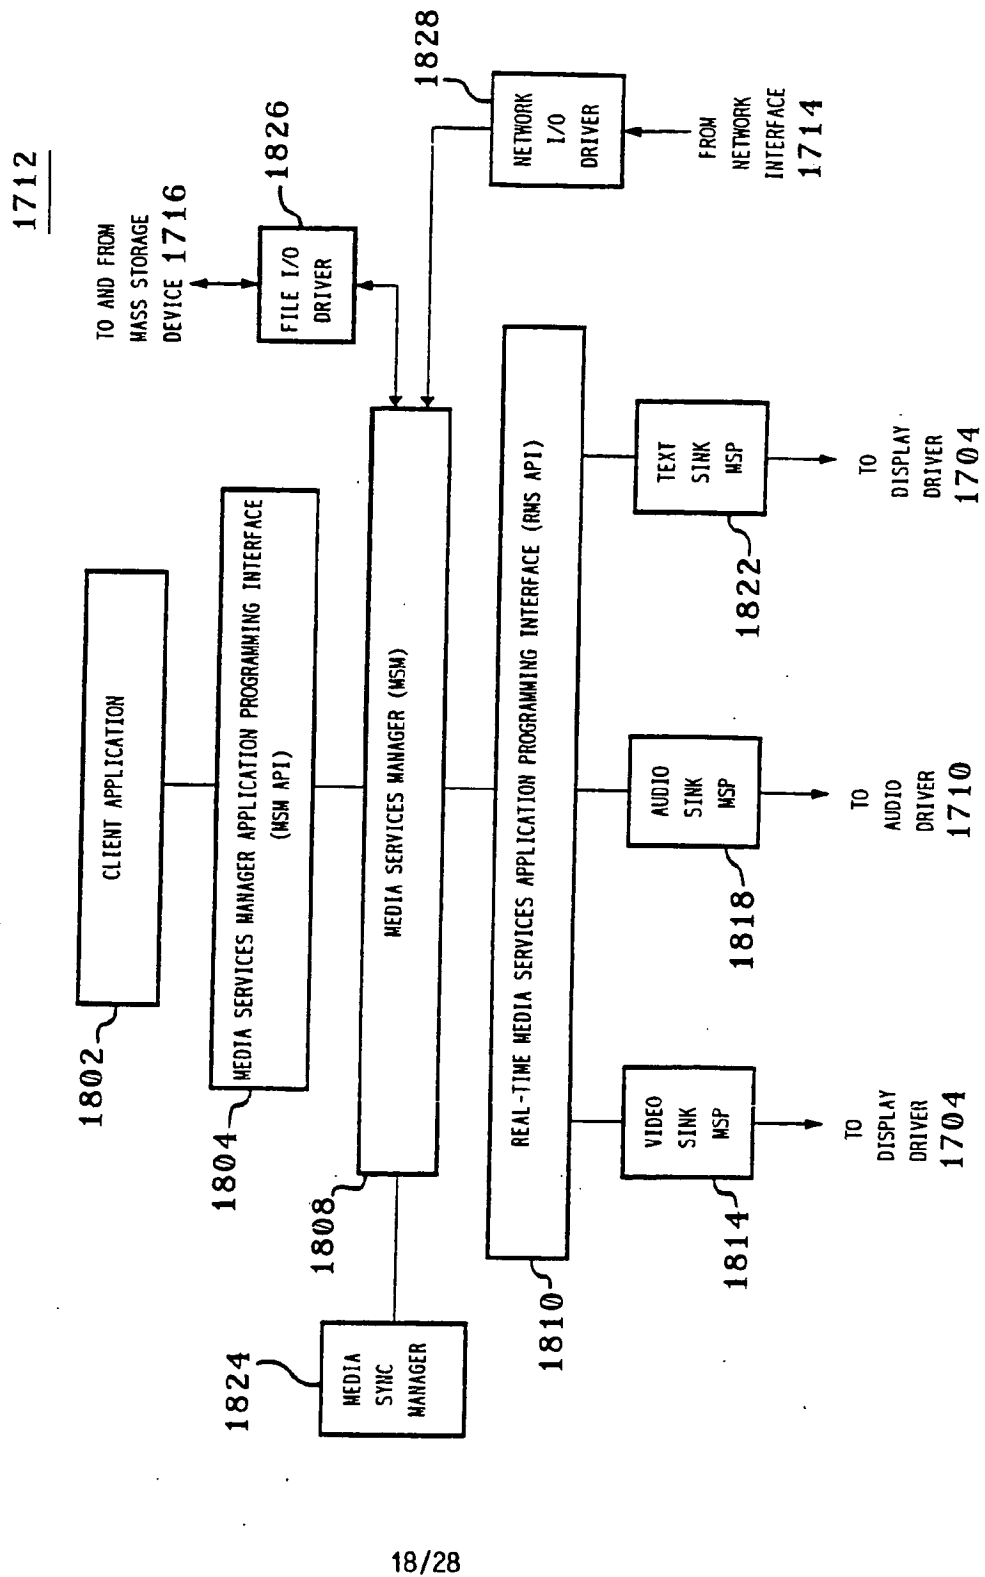 1712
TO AND FROM
MASS STORAGE
DEVICE 1716
1826
FILE I/O
DRIVER
1828
NETWORK
I/O
DRIVER
FROM
NETWORK
INTERFACE
1714
CLIENT APPLICATION
1802
MEDIA SERVICES MANAGER APPLICATION PROGRAMMING INTERFACE
(MSM API)
1804
MEDIA SERVICES MANAGER (MSM)
1808
1824
MEDIA
SYNC
MANAGER
REAL-TIME MEDIA SERVICES APPLICATION PROGRAMMING INTERFACE (RMS API)
1810
VIDEO
SINK
MSP
1814
TO
DISPLAY
DRIVER
1704
AUDIO
SINK
MSP
1818
TO
AUDIO
DRIVER
1710
TEXT
SINK
MSP
1822
TO
DISPLAY
DRIVER
1704
18/28